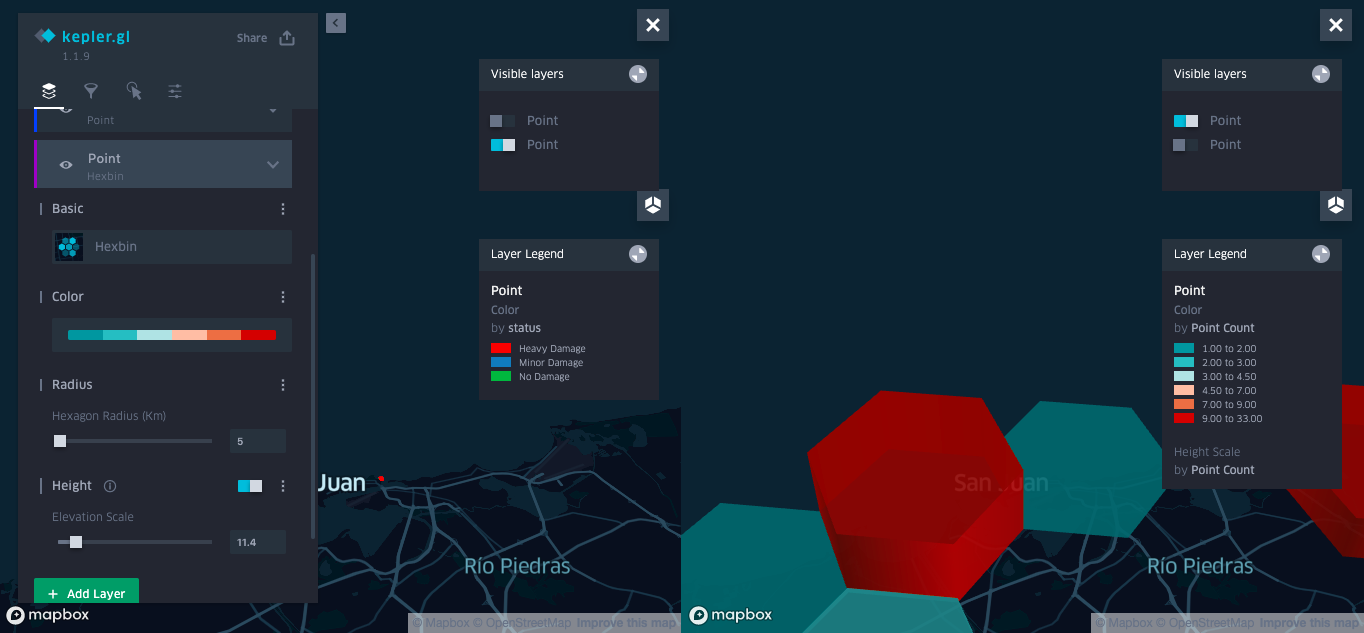 kepler.gl
1.1.9
Share
Point
Point
Hexbin
Basic
Hexbin
Color
Radius
Hexagon Radius (Km)
5
Height
Elevation Scale
11.4
+ Add Layer
mapbox
Visible layers
Point
Point
Layer Legend
Point
Color
by status
Heavy Damage
Minor Damage
No Damage
Juan
Río Piedras
© Mapbox © OpenStreetMap Improve this map
Visible layers
Point
Point
Layer Legend
Point
Color
by Point Count
1.00 to 2.00
2.00 to 3.00
3.00 to 4.50
4.50 to 7.00
7.00 to 9.00
9.00 to 33.00
Height Scale
by Point Count
San Juan
Río Piedras
mapbox
© Mapbox © OpenStreetMap Improve this map